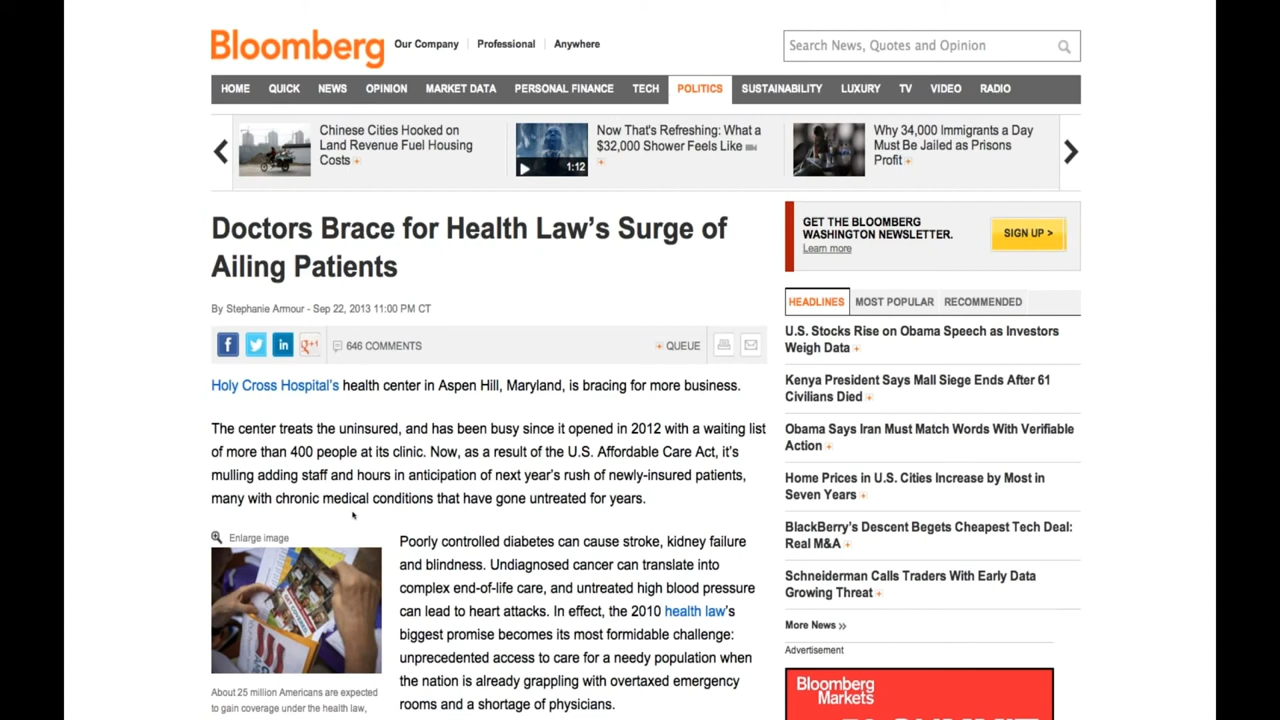 Bloomberg
Our Company
Professional
Anywhere
Search News, Quotes and Opinion
HOME QUICK NEWS OPINION MARKET DATA PERSONAL FINANCE TECH POLITICS SUSTAINABILITY LUXURY TV VIDEO RADIO
Chinese Cities Hooked on
Land Revenue Fuel Housing
Costs +
1:12
Now That's Refreshing: What a
$32,000 Shower Feels Like
+
Why 34,000 Immigrants a Day
Must Be Jailed as Prisons
Profit +
Doctors Brace for Health Law's Surge of
Ailing Patients
By Stephanie Armour - Sep 22, 2013 11:00 PM CT
f in g+1 646 COMMENTS + QUEUE
Holy Cross Hospital's health center in Aspen Hill, Maryland, is bracing for more business.
The center treats the uninsured, and has been busy since it opened in 2012 with a waiting list
of more than 400 people at its clinic. Now, as a result of the U.S. Affordable Care Act, it's
mulling adding staff and hours in anticipation of next year's rush of newly-insured patients,
many with chronic medical conditions that have gone untreated for years.
Enlarge image
About 25 million Americans are expected
to gain coverage under the health law,
Poorly controlled diabetes can cause stroke, kidney failure
and blindness. Undiagnosed cancer can translate into
complex end-of-life care, and untreated high blood pressure
can lead to heart attacks. In effect, the 2010 health law's
biggest promise becomes its most formidable challenge:
unprecedented access to care for a needy population when
the nation is already grappling with overtaxed emergency
rooms and a shortage of physicians.
GET THE BLOOMBERG
WASHINGTON NEWSLETTER.
Learn more
SIGN UP >
HEADLINES MOST POPULAR RECOMMENDED
U.S. Stocks Rise on Obama Speech as Investors
Weigh Data +
Kenya President Says Mall Siege Ends After 61
Civilians Died +
Obama Says Iran Must Match Words With Verifiable
Action +
Home Prices in U.S. Cities Increase by Most in
Seven Years +
BlackBerry's Descent Begets Cheapest Tech Deal:
Real M&A +
Schneiderman Calls Traders With Early Data
Growing Threat +
More News »
Advertisement
Bloomberg
Markets